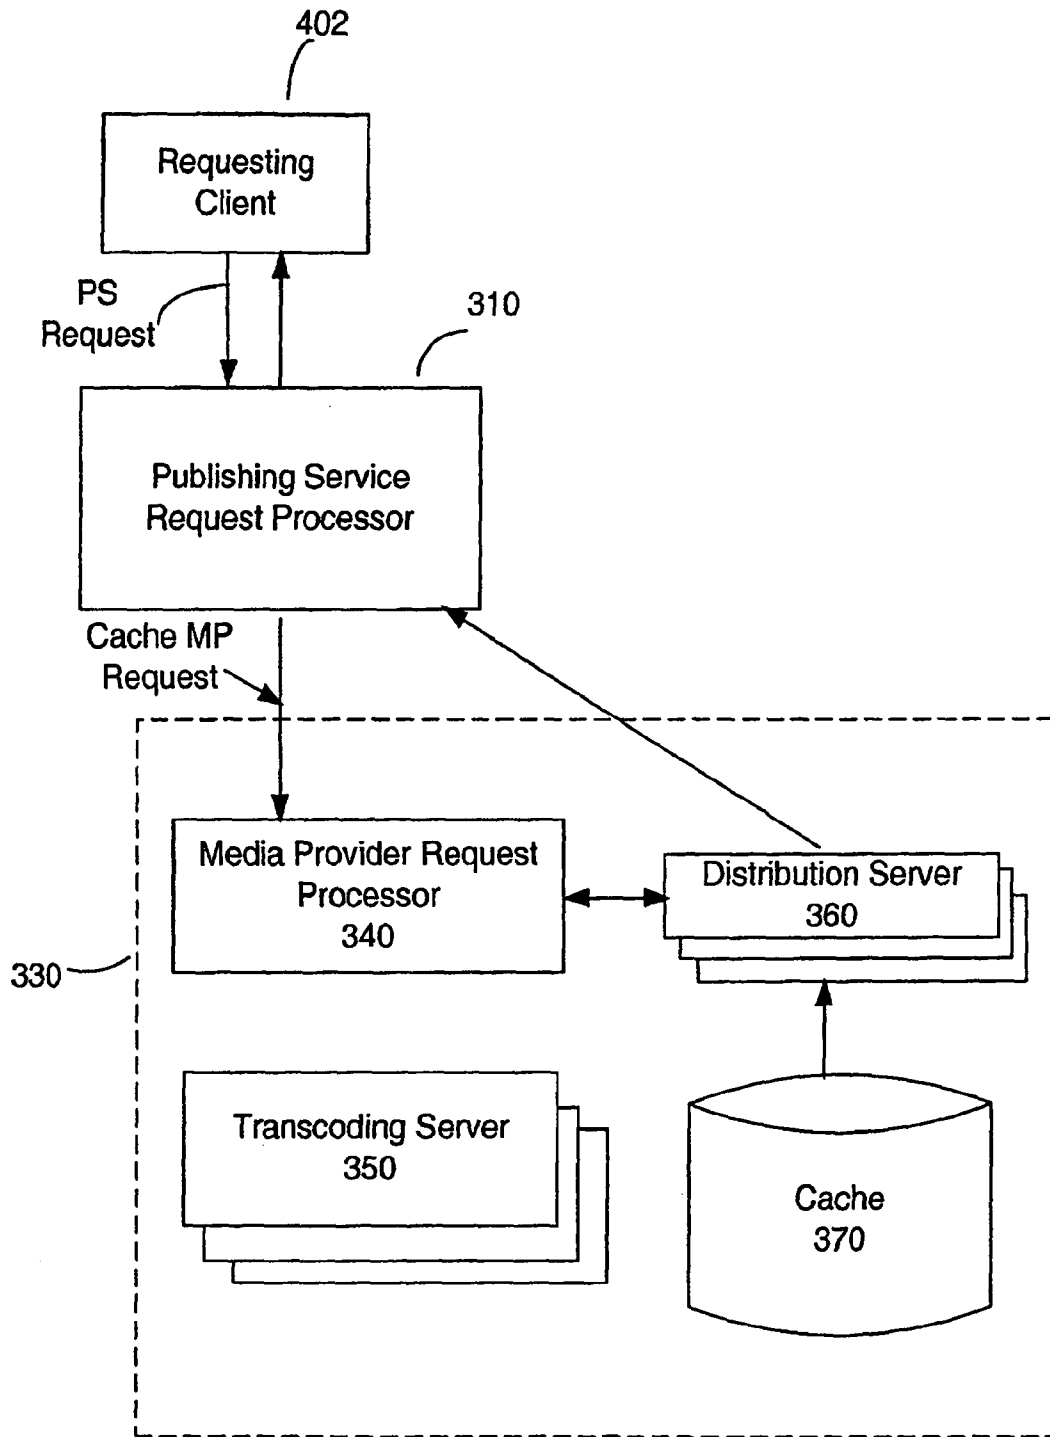 402
Requesting
Client
PS
Request
310
Publishing Service
Request Processor
Cache MP
Request
Media Provider Request
Processor
340
Distribution Server
360
330
Transcoding Server
350
Cache
370